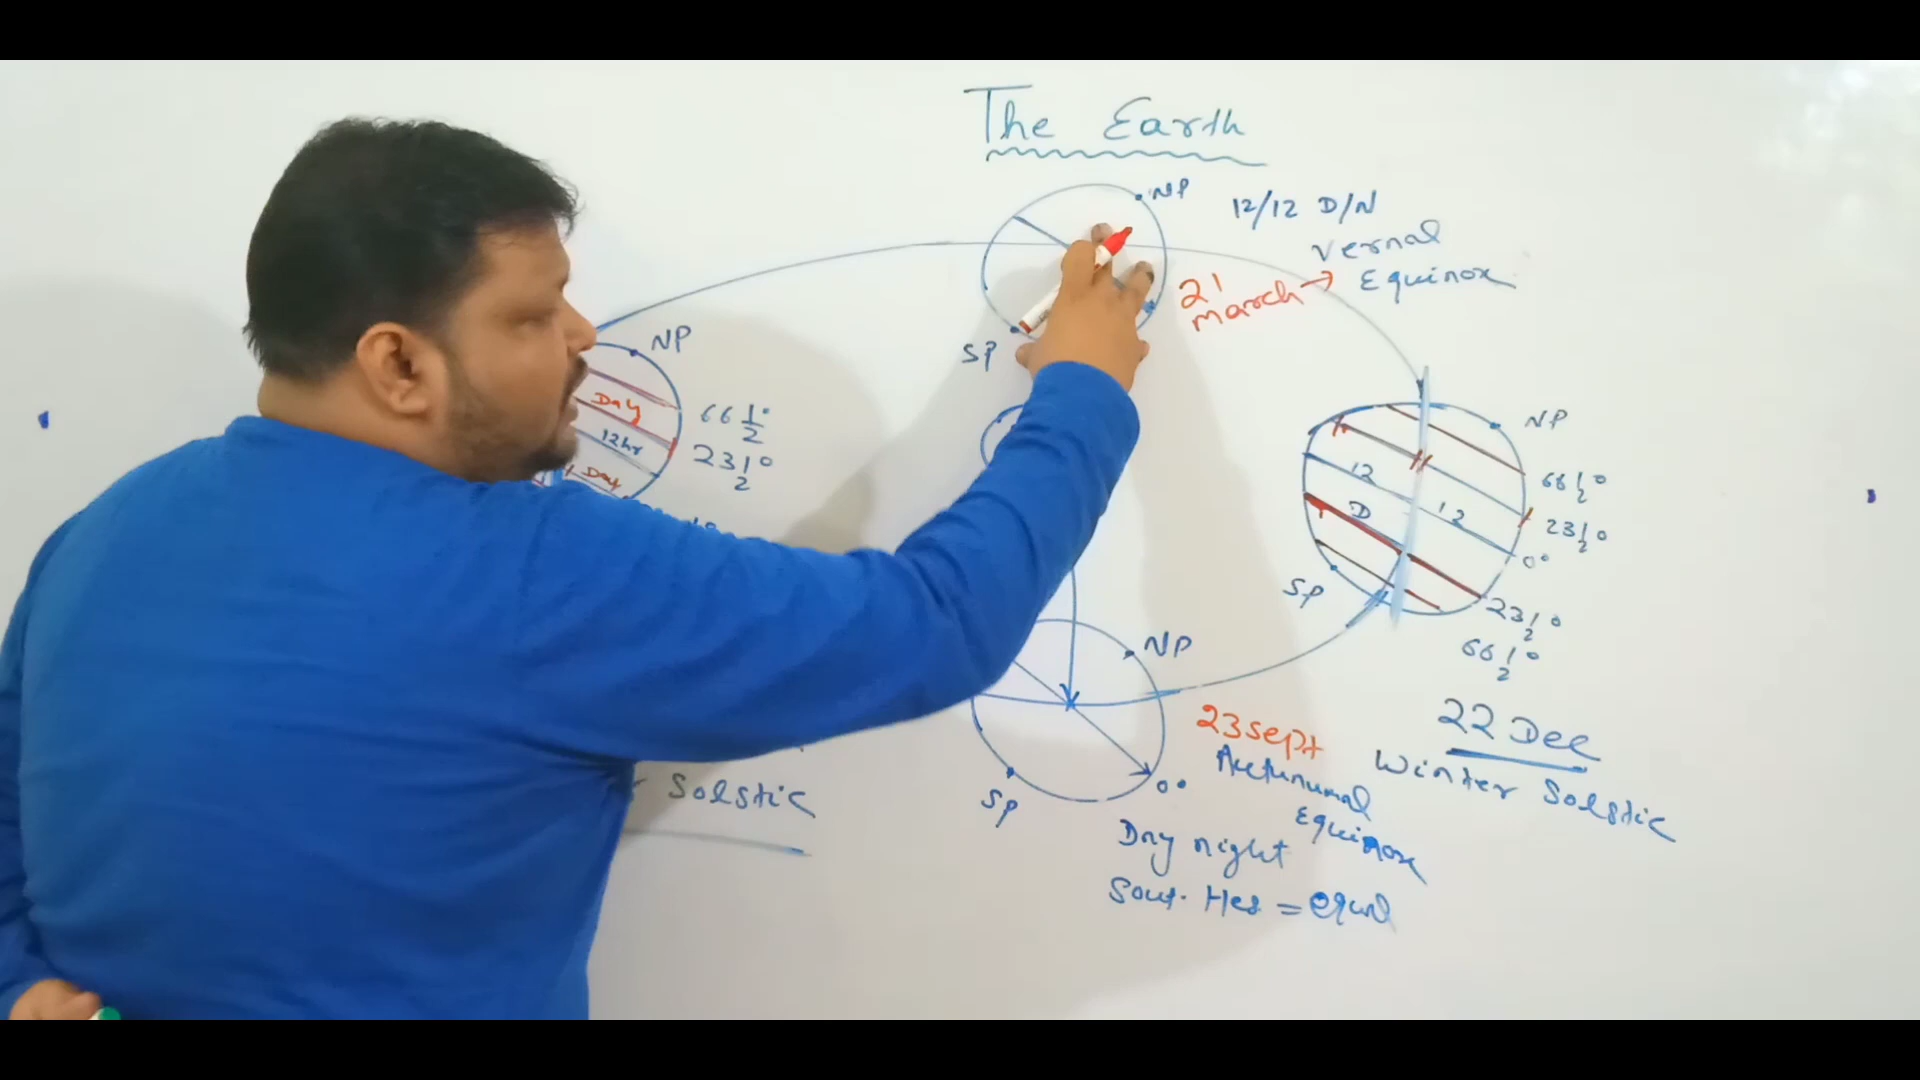 The Earth
NP
12/12 D/N
Vernal
Equinox
21
March →
SP
NP
Day
12hr
Day
66 1/2°
23 1/2°
NP
12
D
12
SP
66 1/2°
23 1/2°
0°
23 1/2°
66 1/2°
22 Dec
Winter Solstic
NP
SP
0°
23 Sept
Equinox
Day night
Sout. Hes = equal
Solstic